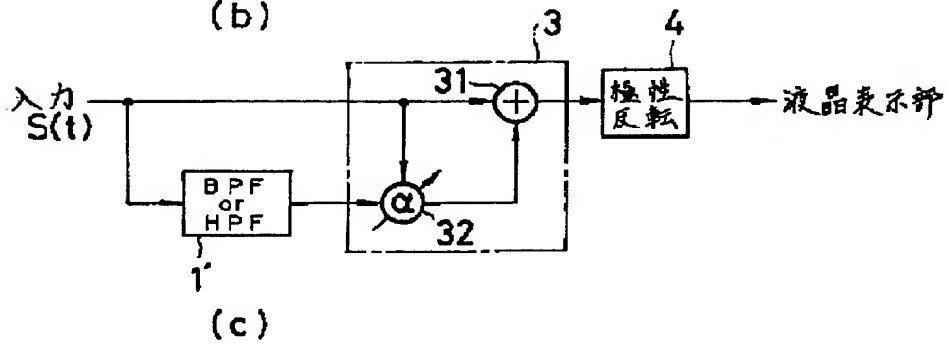 (b)
3
4
31
入力
S(t)
極性
反転
液晶表示部
BPF
or
HPF
α
32
1'
(c)